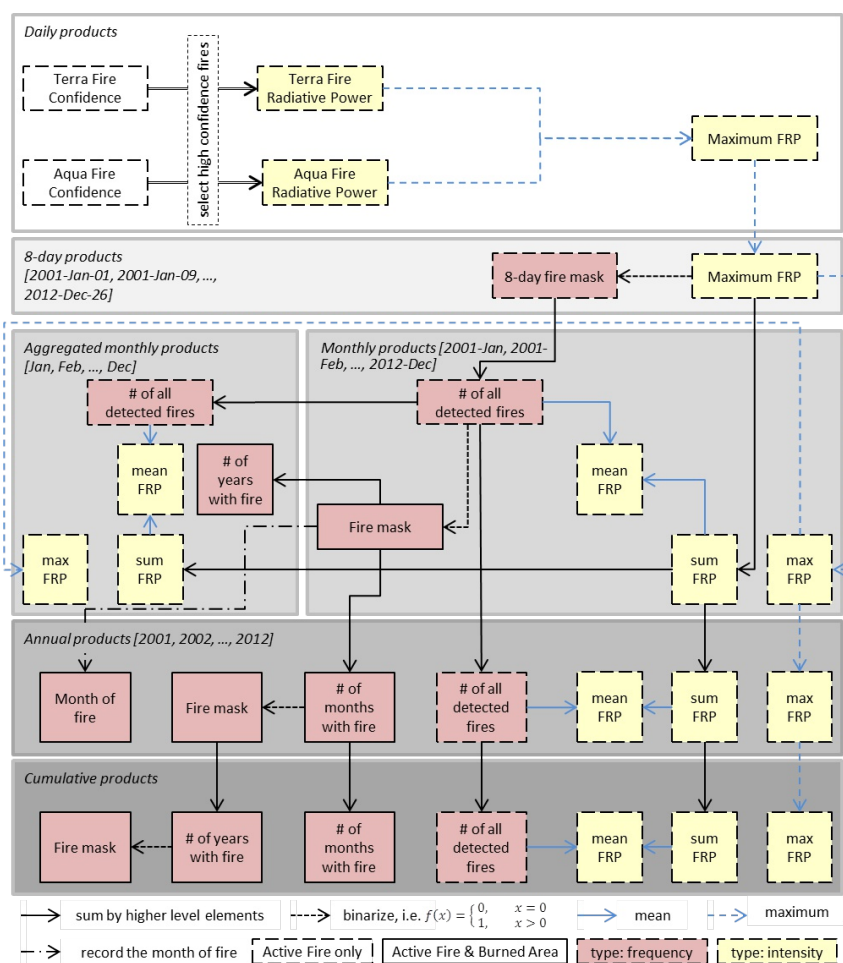 Daily products
Terra Fire
Confidence
select high confidence fires
Terra Fire
Radiative Power
Maximum FRP
Aqua Fire
Confidence
Aqua Fire
Radiative Power
8-day products
[2001-Jan-01, 2001-Jan-09, ...,
2012-Dec-26]
8-day fire mask
Maximum FRP
Aggregated monthly products
[Jan, Feb, ..., Dec]
Monthly products [2001-Jan, 2001-
Feb, ..., 2012-Dec]
# of all
detected fires
# of all
detected fires
mean
FRP
# of
years
with fire
mean
FRP
Fire mask
max
FRP
sum
FRP
sum
FRP
max
FRP
Annual products [2001, 2002, ..., 2012]
Month of
fire
Fire mask
# of
months
with fire
# of all
detected
fires
mean
FRP
sum
FRP
max
FRP
Cumulative products
Fire mask
# of years
with fire
# of
months
with fire
# of all
detected
fires
mean
FRP
sum
FRP
max
FRP
sum by higher level elements
binarize, i.e. f(x) = {0, x = 0
1, x > 0
mean
maximum
record the month of fire
Active Fire only
Active Fire & Burned Area
type: frequency
type: intensity